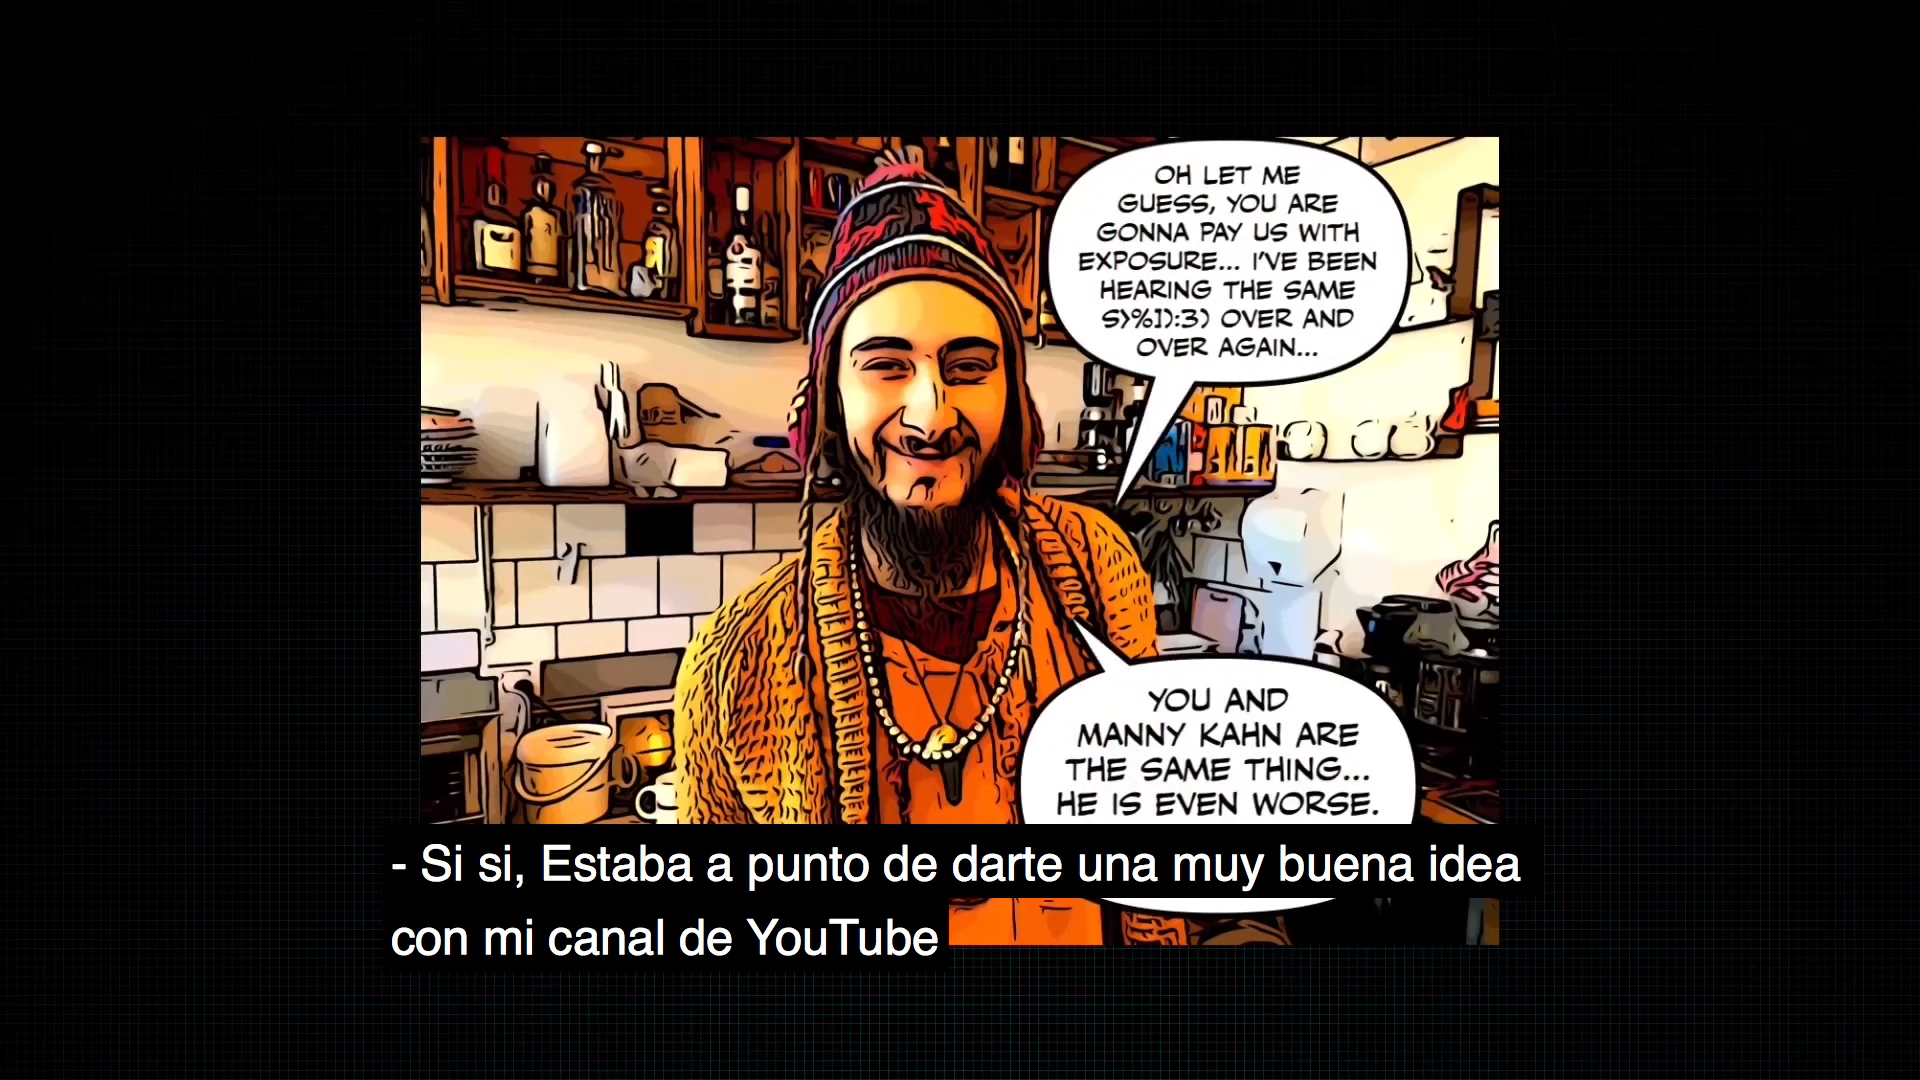 OH LET ME
GUESS, YOU ARE
GONNA PAY US WITH
EXPOSURE... I'VE BEEN
HEARING THE SAME
S)%]):3) OVER AND
OVER AGAIN...
YOU AND
MANNY KAHN ARE
THE SAME THING...
HE IS EVEN WORSE.
- Si si, Estaba a punto de darte una muy buena idea
con mi canal de YouTube